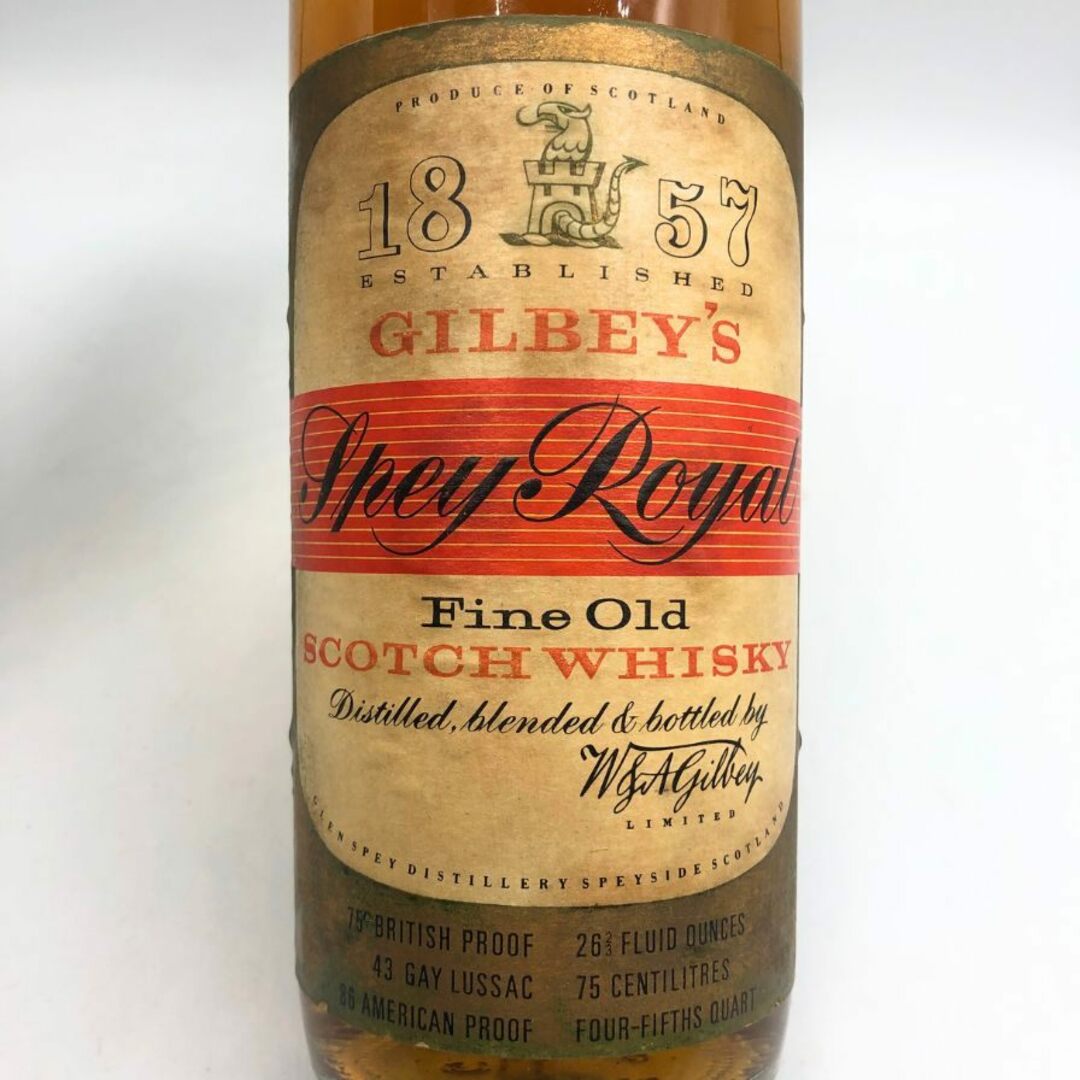 PRODUCE OF SCOTLAND
1857
ESTABLISHED
GILBEY'S
Spey Royal
Fine Old
SCOTCH WHISKY
Distilled, blended & bottled by
W&A Gilbey
LIMITED
GLEN SPEY DISTILLERY SPEYSIDE SCOTLAND
75° BRITISH PROOF 26⅔ FLUID OUNCES
43 GAY LUSSAC 75 CENTILITRES
86 AMERICAN PROOF FOUR-FIFTHS QUART